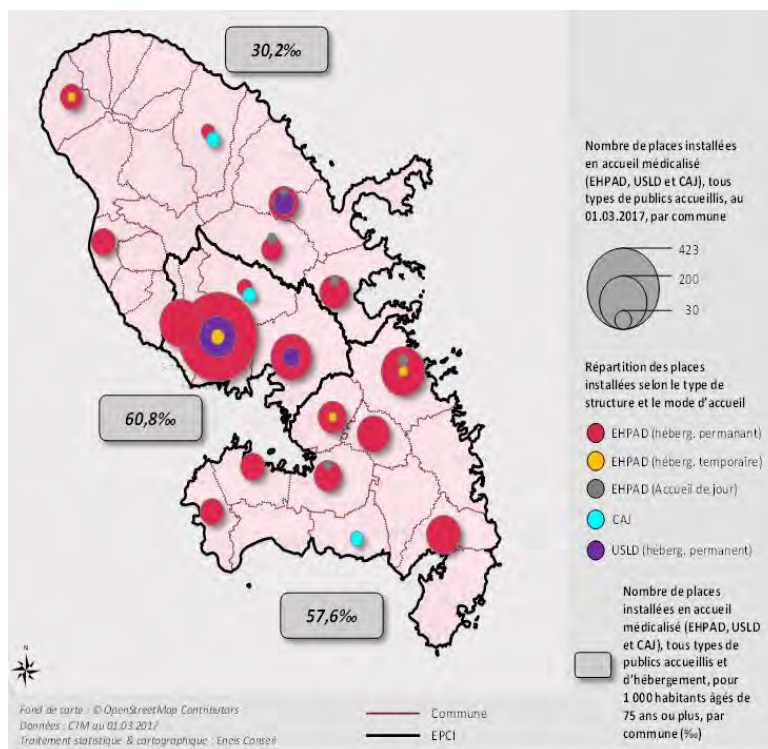 30,2‰
60,8‰
57,6‰
N
Nombre de places installées
en accueil médicalisé
(EHPAD, USLD et CAJ), tous
types de publics accueillis, au
01.03.2017, par commune
423
200
30
Répartition des places
installées selon le type de
structure et le mode d'accueil
EHPAD (héberg. permanant)
EHPAD (héberg. temporaire)
EHPAD (Accueil de jour)
CAJ
USLD (héberg. permanent)
Nombre de places
installées en accueil
médicalisé (EHPAD, USLD
et CAJ), tous types de
publics accueillis et
d'hébergement, pour
1 000 habitants âgés de
75 ans ou plus, par
commune (‰)
Fond de carte : © OpenStreetMap Contributors
Données : CTM au 01.03.2017
Traitement statistique & cartographique : Eneis Conseil
Commune
EPCI